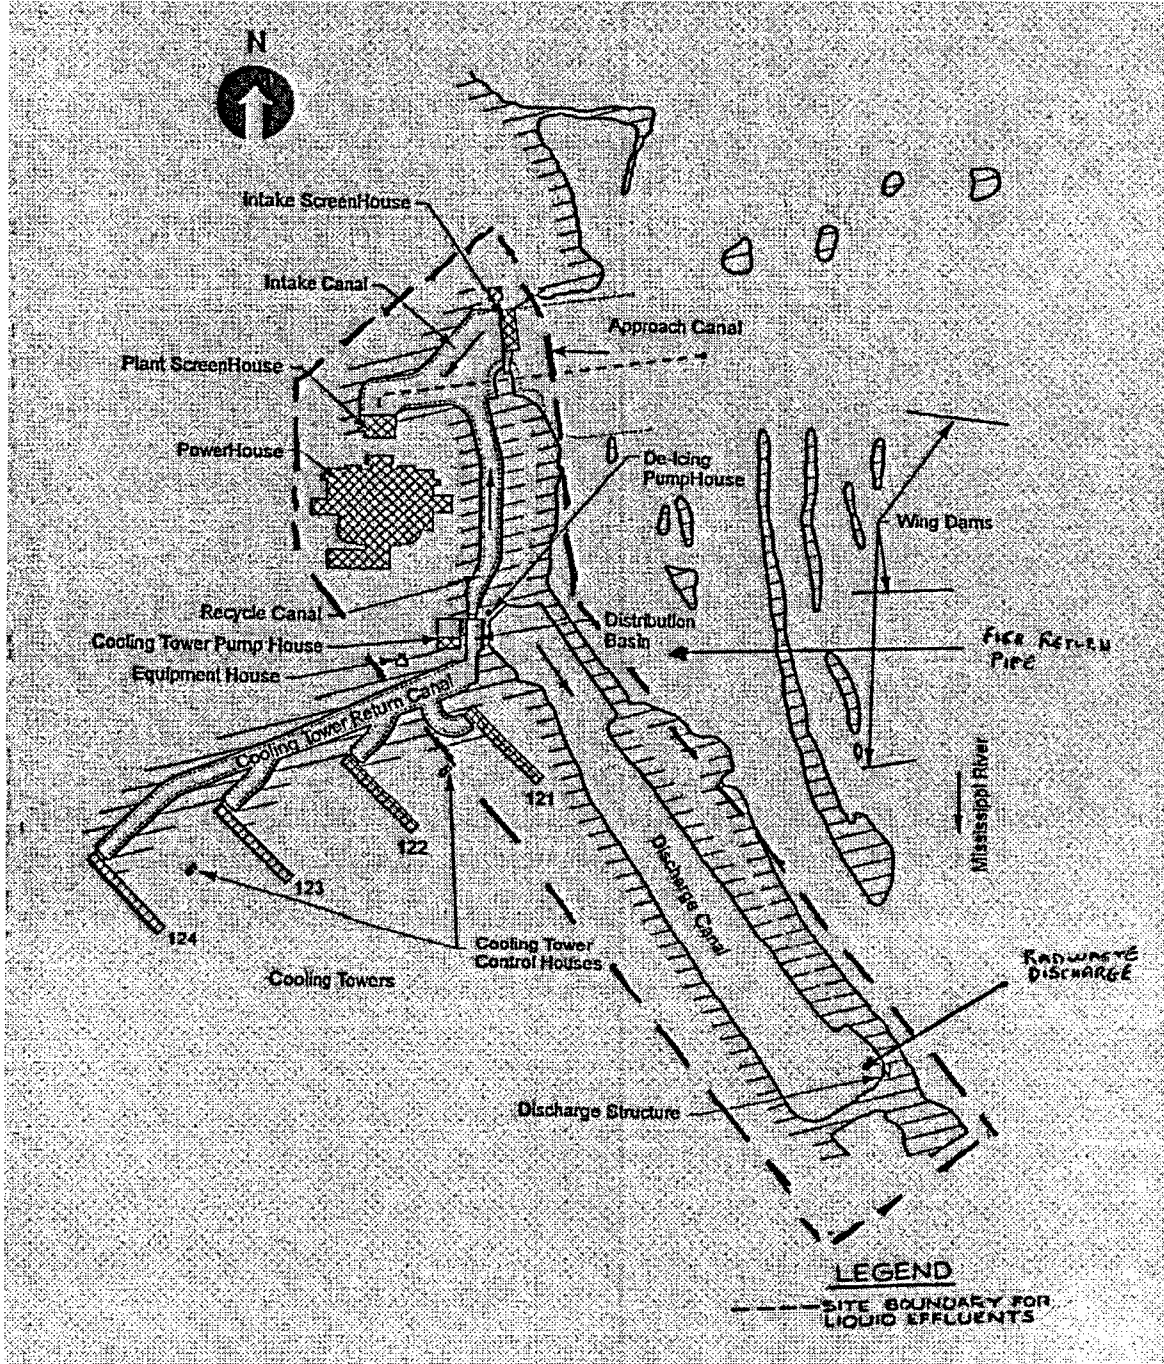 N
Intake ScreenHouse
Intake Canal
Approach Canal
Plant ScreenHouse
PowerHouse
De-Icing
PumpHouse
Wing Dams
Recycle Canal
Distribution
Basin
Cooling Tower Pump House
Equipment House
RETURN
PIPE
Cooling Tower Return Canal
Mississippi River
121
122
123
124
Discharge Canal
Cooling Tower
Control Houses
Cooling Towers
RADWASTE
DISCHARGE
Discharge Structure
LEGEND
SITE BOUNDARY FOR
LIQUID EFFLUENTS